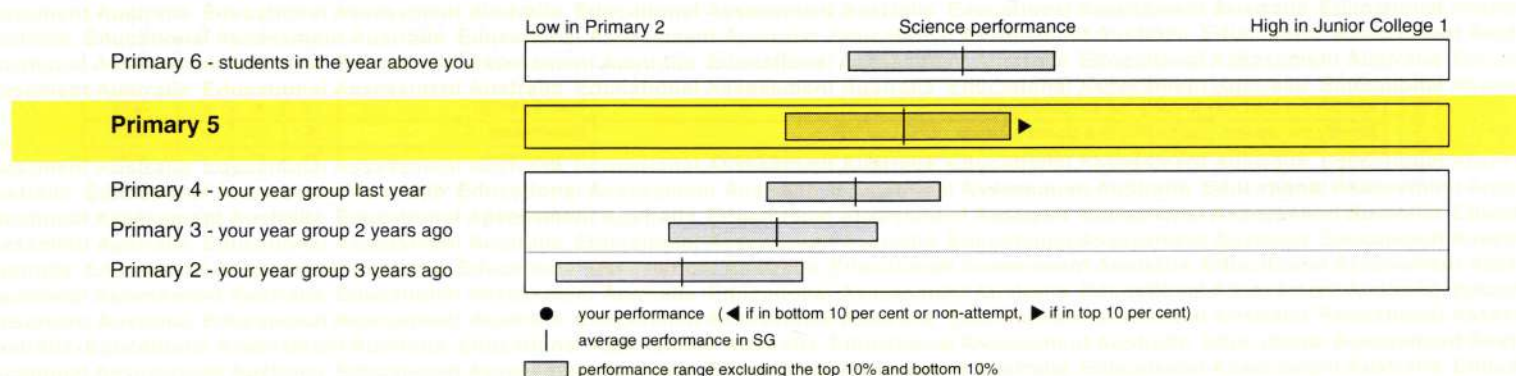 Low in Primary 2 Science performance High in Junior College 1
Primary 6 - students in the year above you
Primary 5
Primary 4 - your year group last year
Primary 3 - your year group 2 years ago
Primary 2 - your year group 3 years ago
● your performance (◀ if in bottom 10 per cent or non-attempt, ▶ if in top 10 per cent)
| average performance in SG
performance range excluding the top 10% and bottom 10%